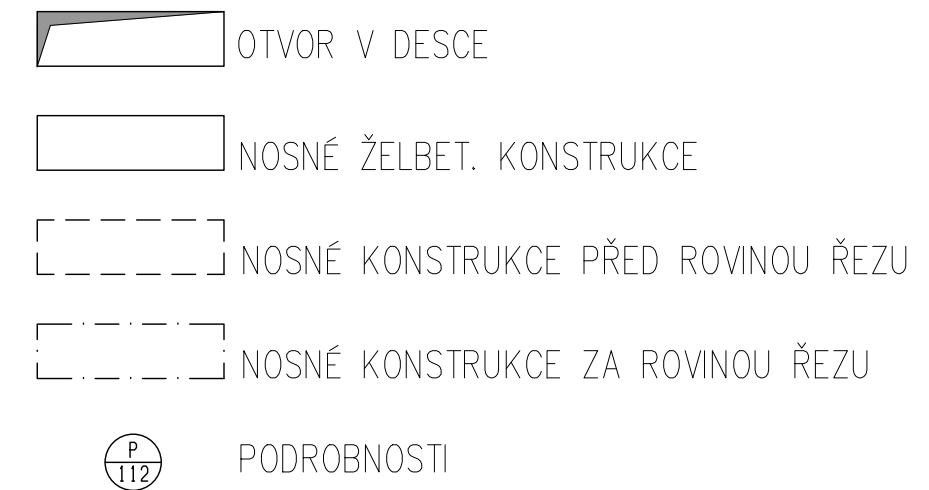 OTVOR V DESCE
NOSNÉ ŽELBET. KONSTRUKCE
NOSNÉ KONSTRUKCE PŘED ROVINOU ŘEZU
NOSNÉ KONSTRUKCE ZA ROVINOU ŘEZU
P
112
PODROBNOSTI